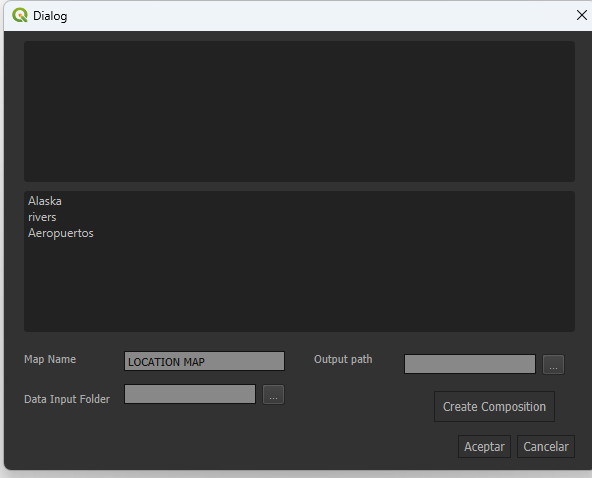 Dialog
Alaska
rivers
Aeropuertos
Map Name
LOCATION MAP
Output path
...
Data Input Folder
...
Create Composition
Aceptar
Cancelar